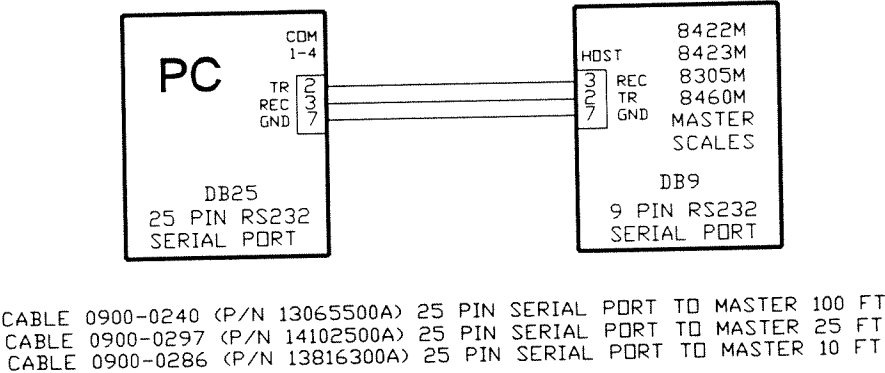 PC
COM
1-4
TR 2
REC 3
GND 7
DB25
25 PIN RS232
SERIAL PORT
HOST
3 REC
2 TR
7 GND
8422M
8423M
8305M
8460M
MASTER
SCALES
DB9
9 PIN RS232
SERIAL PORT
CABLE 0900-0240 (P/N 13065500A) 25 PIN SERIAL PORT TO MASTER 100 FT
CABLE 0900-0297 (P/N 14102500A) 25 PIN SERIAL PORT TO MASTER 25 FT
CABLE 0900-0286 (P/N 13816300A) 25 PIN SERIAL PORT TO MASTER 10 FT